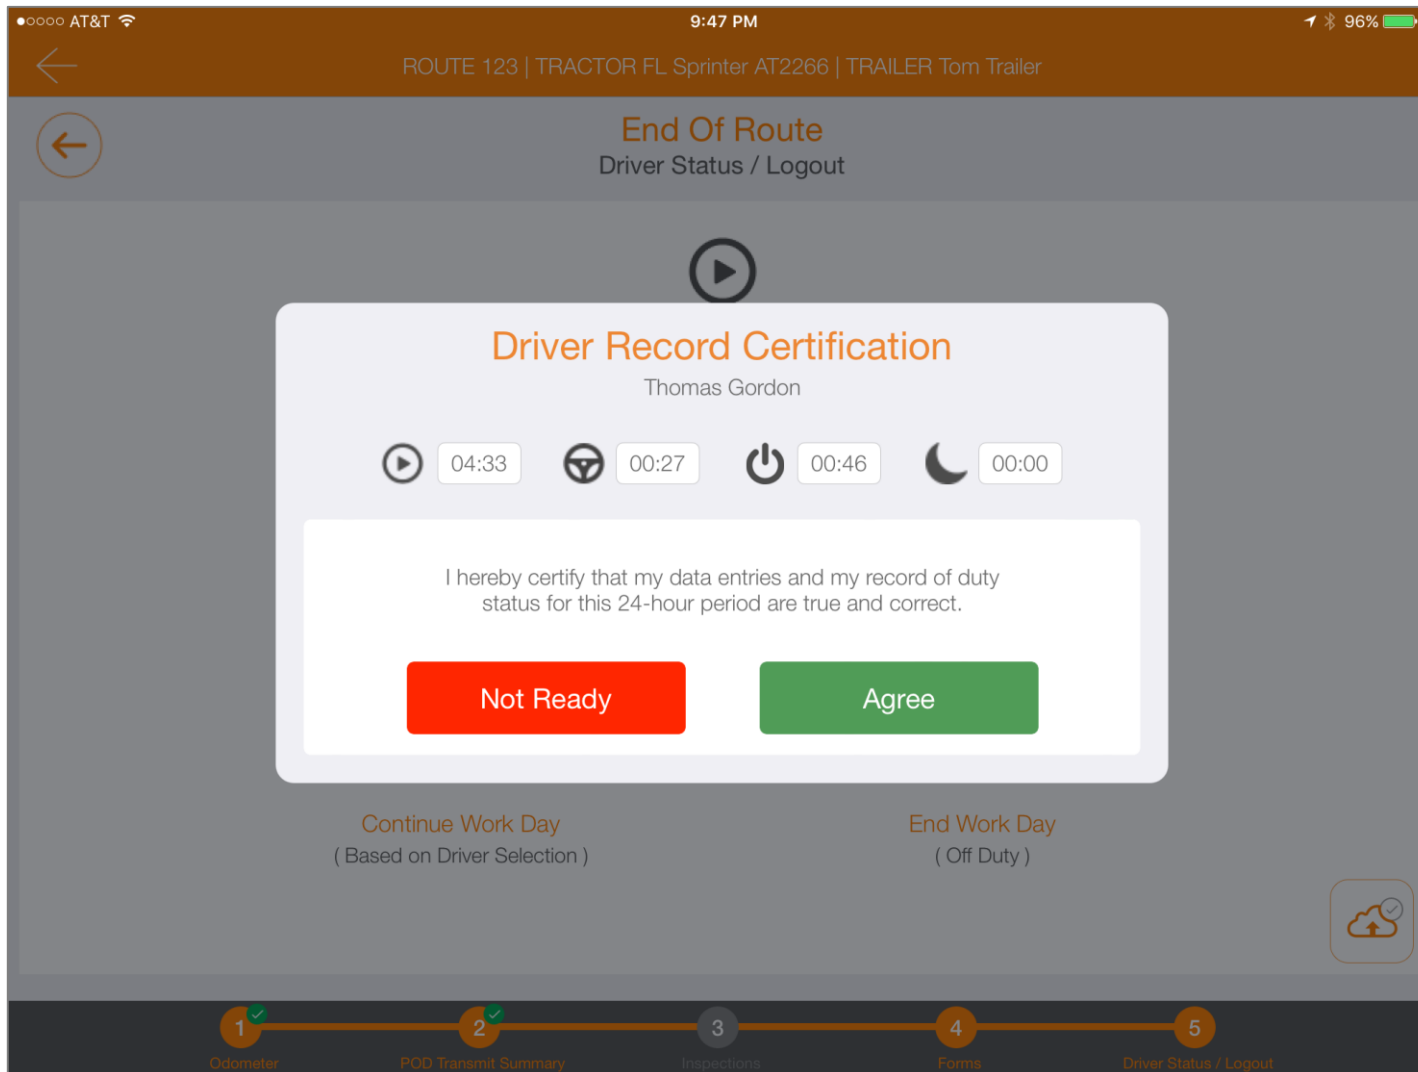 AT&T
9:47 PM
96%
ROUTE 123 | TRACTOR FL Sprinter AT2266 | TRAILER Tom Trailer
End Of Route
Driver Status / Logout
Driver Record Certification
Thomas Gordon
04:33 00:27 00:46 00:00
I hereby certify that my data entries and my record of duty
status for this 24-hour period are true and correct.
Not Ready
Agree
Continue Work Day
( Based on Driver Selection )
End Work Day
( Off Duty )
1 2 3 4 5
Odometer POD Transmit Summary Inspections Forms Driver Status / Logout